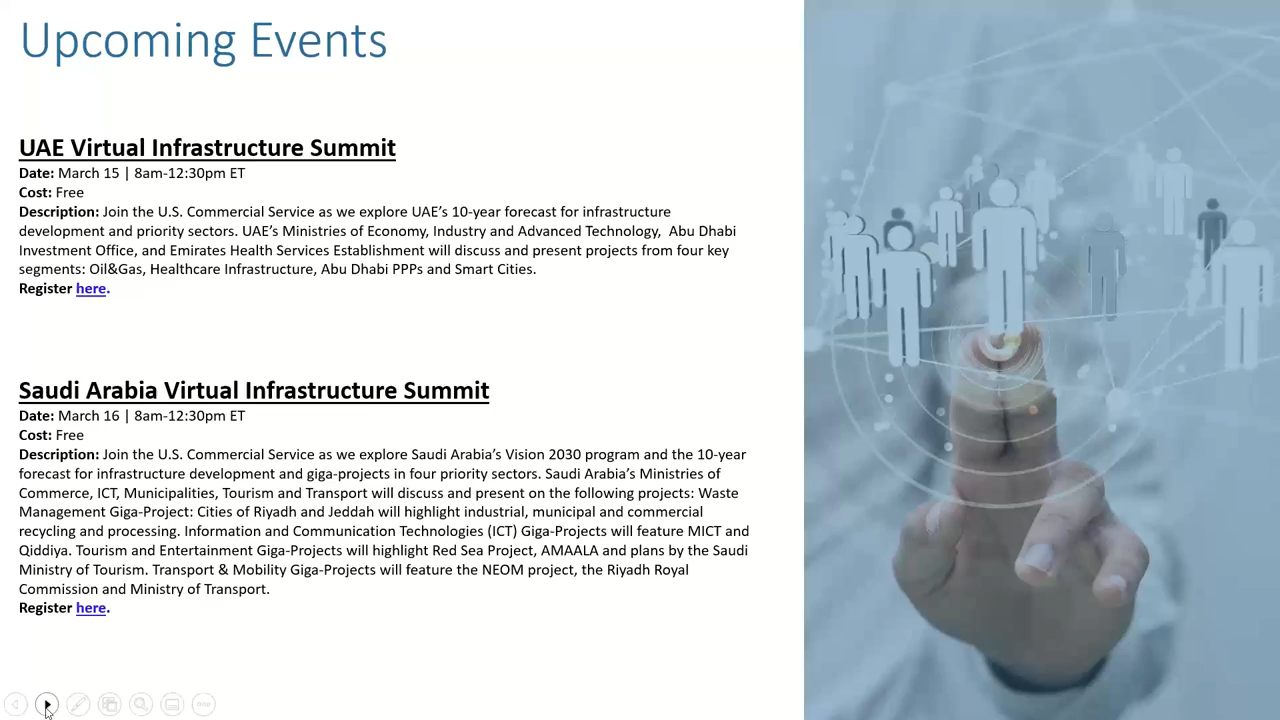 Upcoming Events
UAE Virtual Infrastructure Summit
Date: March 15 | 8am-12:30pm ET
Cost: Free
Description: Join the U.S. Commercial Service as we explore UAE’s 10-year forecast for infrastructure
development and priority sectors. UAE’s Ministries of Economy, Industry and Advanced Technology,  Abu Dhabi
Investment Office, and Emirates Health Services Establishment will discuss and present projects from four key
segments: Oil&Gas, Healthcare Infrastructure, Abu Dhabi PPPs and Smart Cities.
Register here.
Saudi Arabia Virtual Infrastructure Summit
Date: March 16 | 8am-12:30pm ET
Cost: Free
Description: Join the U.S. Commercial Service as we explore Saudi Arabia’s Vision 2030 program and the 10-year
forecast for infrastructure development and giga-projects in four priority sectors. Saudi Arabia’s Ministries of
Commerce, ICT, Municipalities, Tourism and Transport will discuss and present on the following projects: Waste
Management Giga-Project: Cities of Riyadh and Jeddah will highlight industrial, municipal and commercial
recycling and processing. Information and Communication Technologies (ICT) Giga-Projects will feature MICT and
Qiddiya. Tourism and Entertainment Giga-Projects will highlight Red Sea Project, AMAALA and plans by the Saudi
Ministry of Tourism. Transport & Mobility Giga-Projects will feature the NEOM project, the Riyadh Royal
Commission and Ministry of Transport.
Register here.